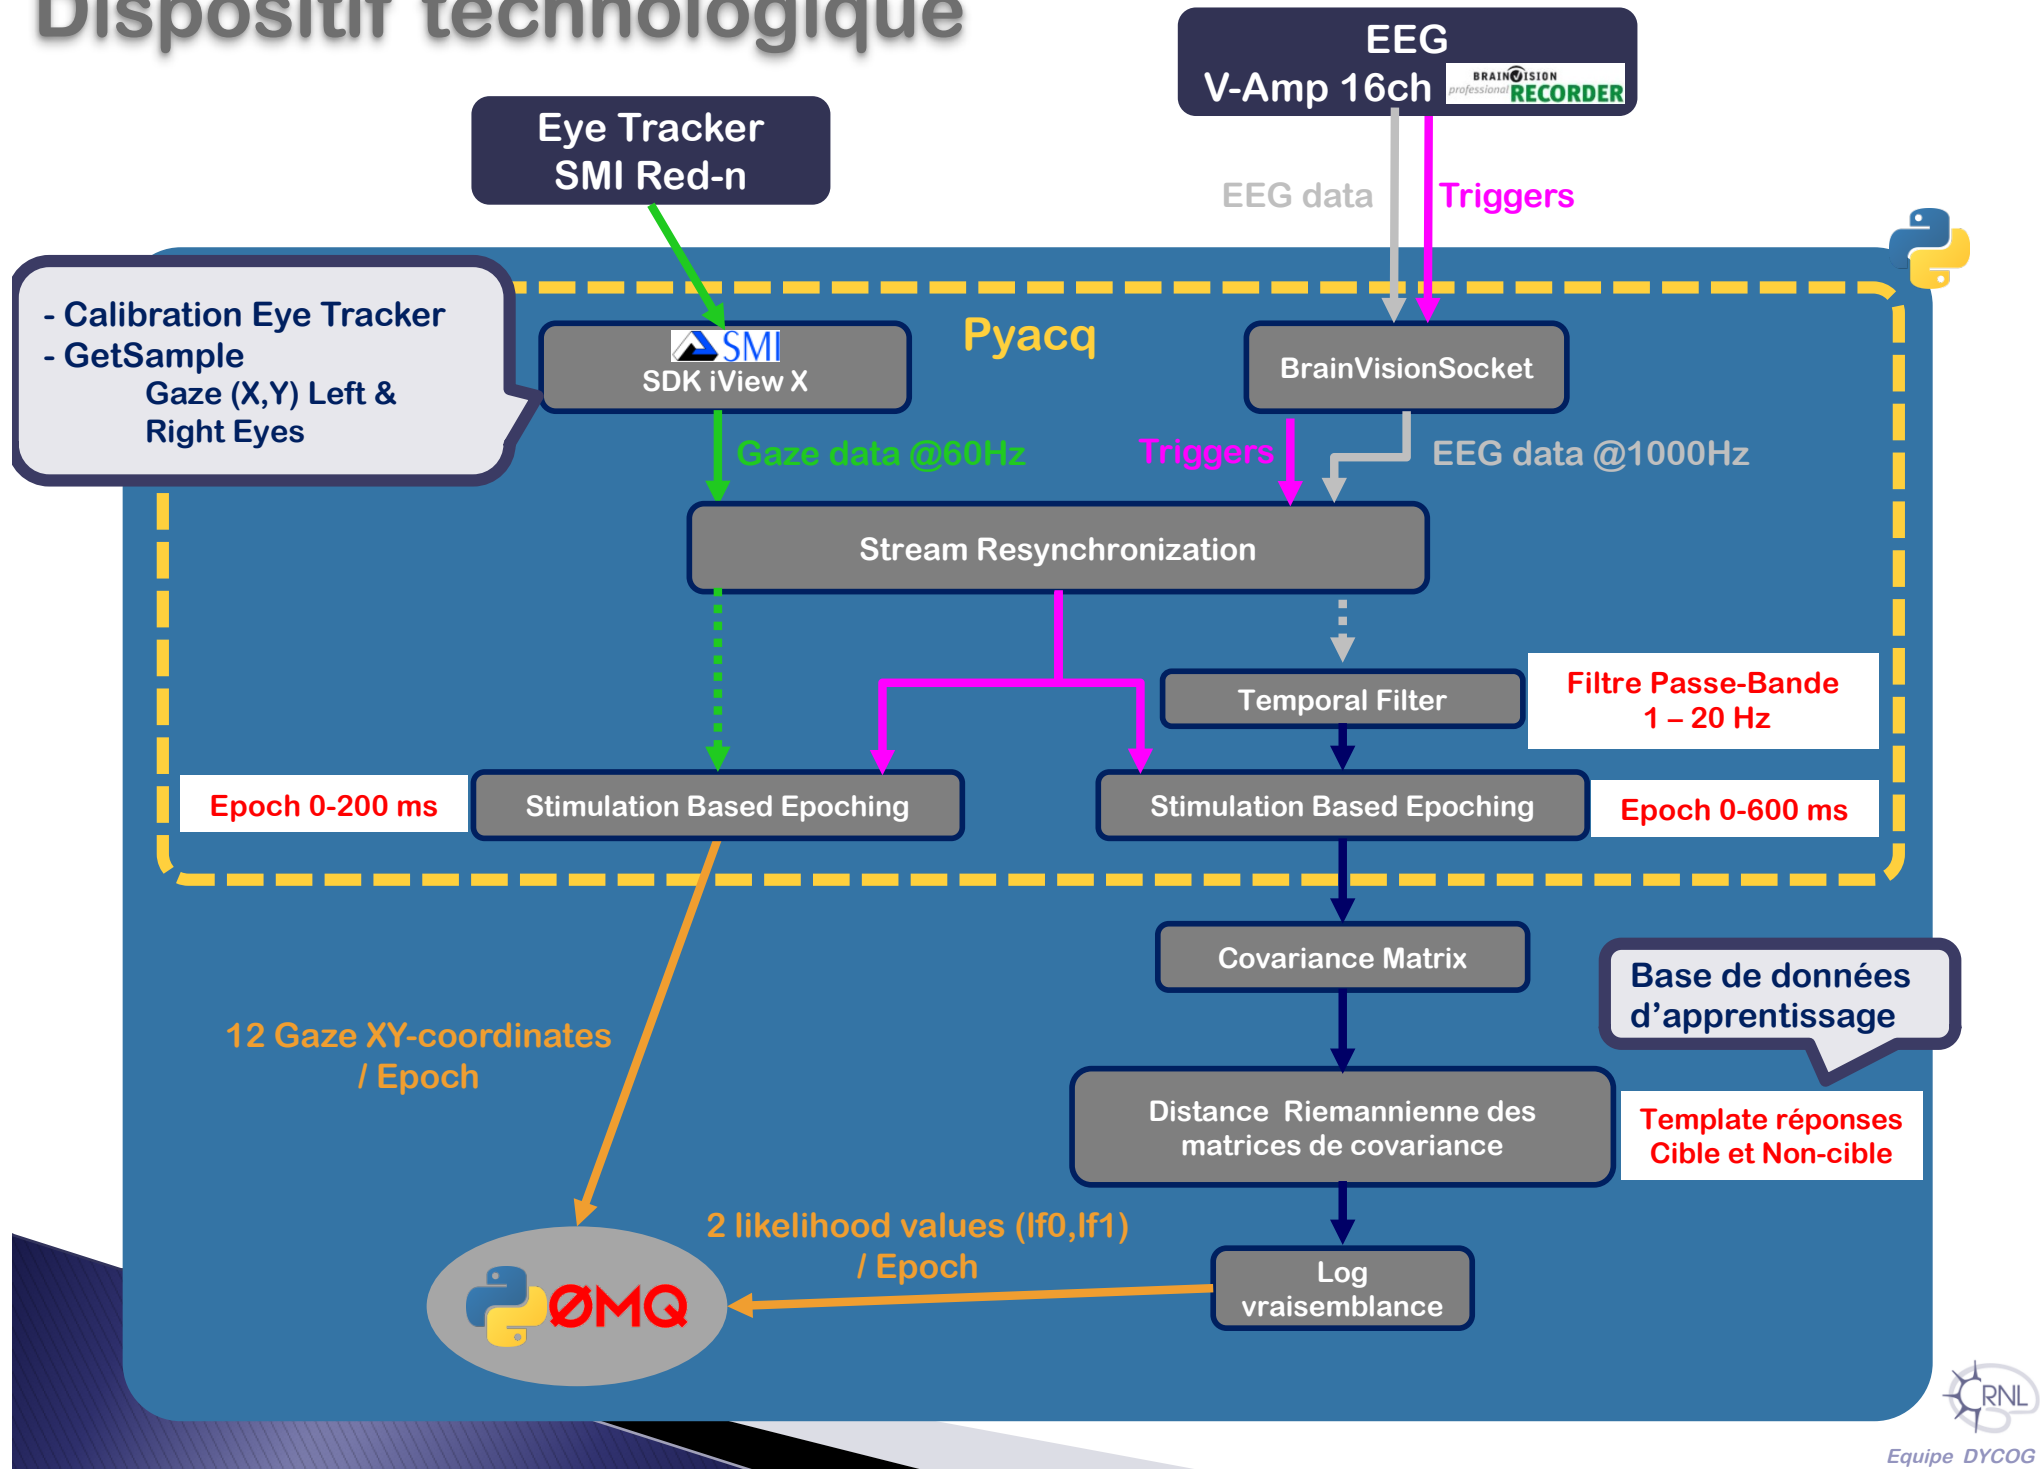 Dispositif technologique
EEG
V-Amp 16ch
BRAINVISION
professional RECORDER
Eye Tracker
SMI Red-n
EEG data
Triggers
- Calibration Eye Tracker
- GetSample
Gaze (X,Y) Left &
Right Eyes
Pyacq
SMI
SDK iView X
BrainVisionSocket
Gaze data @60Hz
Triggers
EEG data @1000Hz
Stream Resynchronization
Temporal Filter
Filtre Passe-Bande
1 – 20 Hz
Epoch 0-200 ms
Stimulation Based Epoching
Stimulation Based Epoching
Epoch 0-600 ms
Covariance Matrix
Base de données
d’apprentissage
12 Gaze XY-coordinates
/ Epoch
Distance Riemannienne des
matrices de covariance
Template réponses
Cible et Non-cible
2 likelihood values (lf0,lf1)
/ Epoch
Log
vraisemblance
ØMQ
CRNL
Equipe DYCOG